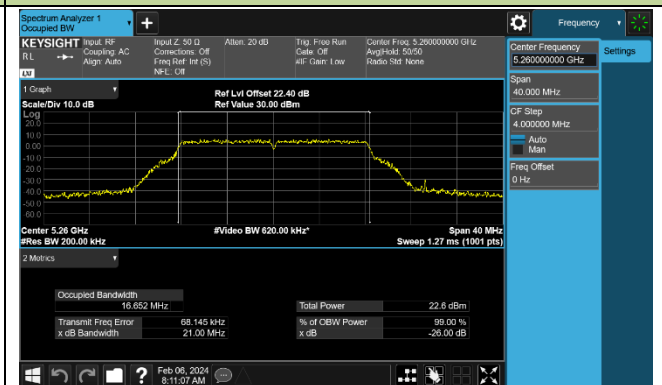 Spectrum Analyzer 1
Occupied BW
+
Frequency
KEYSIGHT
RL
LXI
Input: RF
Coupling: AC
Align: Auto
Input Z: 50 Ω
Corrections: Off
Freq Ref: Int (S)
NFE: Off
Atten: 20 dB
Trig: Free Run
Gate: Off
#IF Gain: Low
Center Freq: 5.260000000 GHz
Avg|Hold: 50/50
Radio Std: None
Center Frequency
5.260000000 GHz
Settings
Span
40.000 MHz
CF Step
4.000000 MHz
Auto
Man
Freq Offset
0 Hz
1 Graph
Scale/Div 10.0 dB
Ref Lvl Offset 22.40 dB
Ref Value 30.00 dBm
Log
20.0
10.0
0.00
-10.0
-20.0
-30.0
-40.0
-50.0
-60.0
Center 5.26 GHz
#Res BW 200.00 kHz
#Video BW 620.00 kHz*
Span 40 MHz
Sweep 1.27 ms (1001 pts)
2 Metrics
Occupied Bandwidth
16.652 MHz
Total Power
22.6 dBm
Transmit Freq Error
68.145 kHz
% of OBW Power
99.00 %
x dB Bandwidth
21.00 MHz
x dB
-26.00 dB
?
Feb 06, 2024
8:11:07 AM